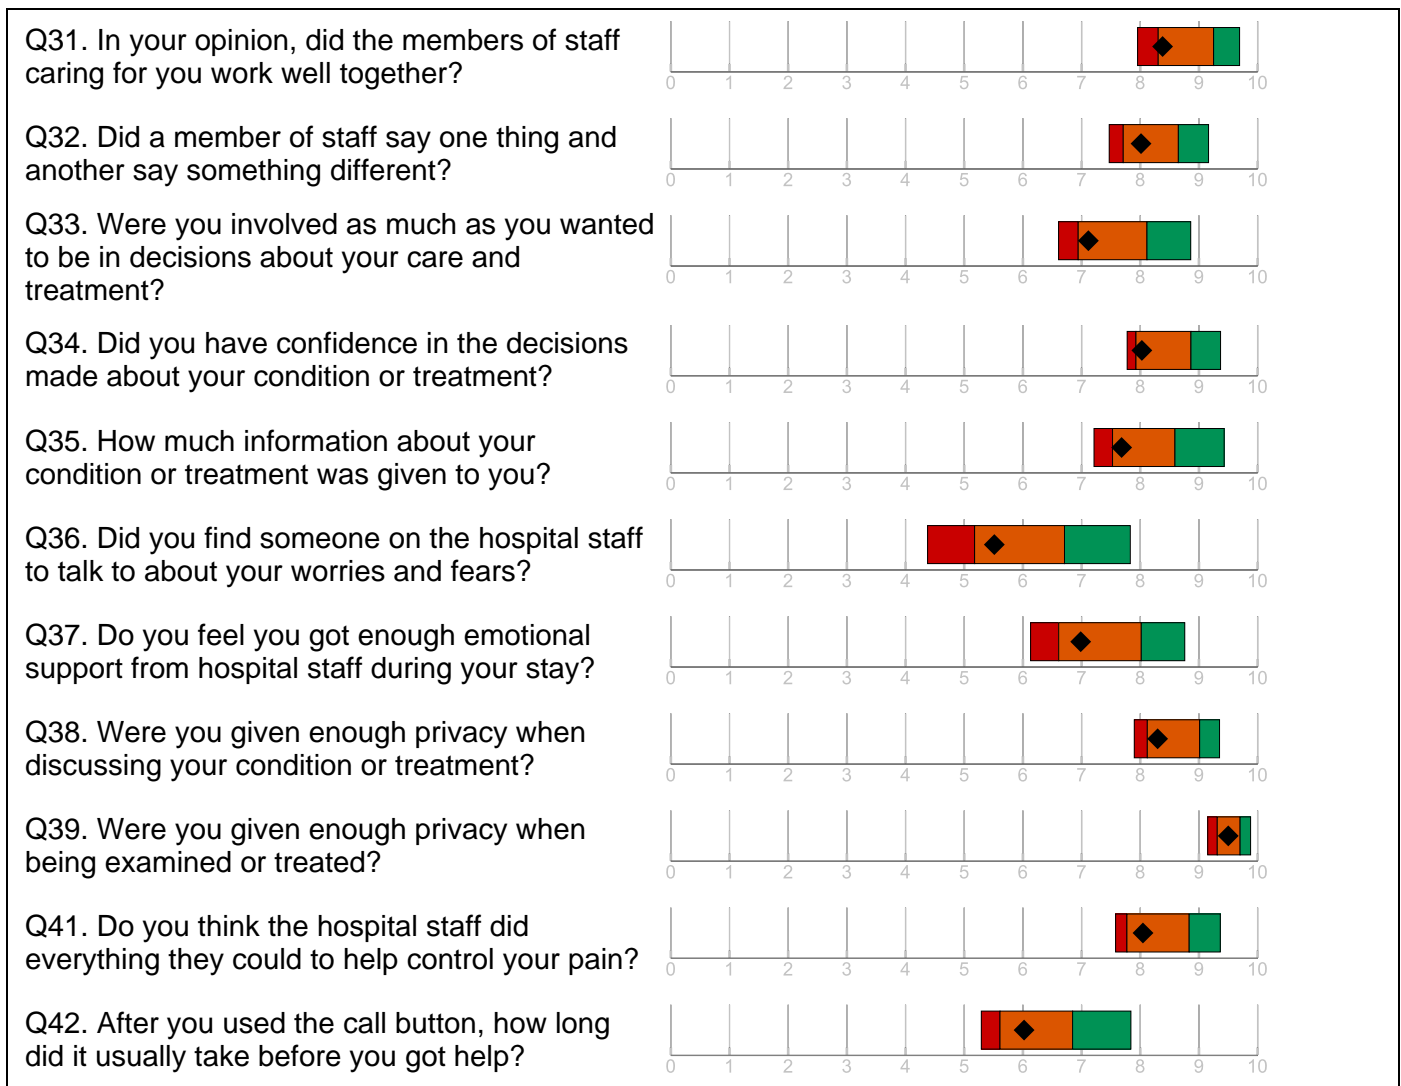 Q31. In your opinion, did the members of staff
caring for you work well together?
0 1 2 3 4 5 6 7 8 9 10
Q32. Did a member of staff say one thing and
another say something different?
0 1 2 3 4 5 6 7 8 9 10
Q33. Were you involved as much as you wanted
to be in decisions about your care and
treatment?
0 1 2 3 4 5 6 7 8 9 10
Q34. Did you have confidence in the decisions
made about your condition or treatment?
0 1 2 3 4 5 6 7 8 9 10
Q35. How much information about your
condition or treatment was given to you?
0 1 2 3 4 5 6 7 8 9 10
Q36. Did you find someone on the hospital staff
to talk to about your worries and fears?
0 1 2 3 4 5 6 7 8 9 10
Q37. Do you feel you got enough emotional
support from hospital staff during your stay?
0 1 2 3 4 5 6 7 8 9 10
Q38. Were you given enough privacy when
discussing your condition or treatment?
0 1 2 3 4 5 6 7 8 9 10
Q39. Were you given enough privacy when
being examined or treated?
0 1 2 3 4 5 6 7 8 9 10
Q41. Do you think the hospital staff did
everything they could to help control your pain?
0 1 2 3 4 5 6 7 8 9 10
Q42. After you used the call button, how long
did it usually take before you got help?
0 1 2 3 4 5 6 7 8 9 10